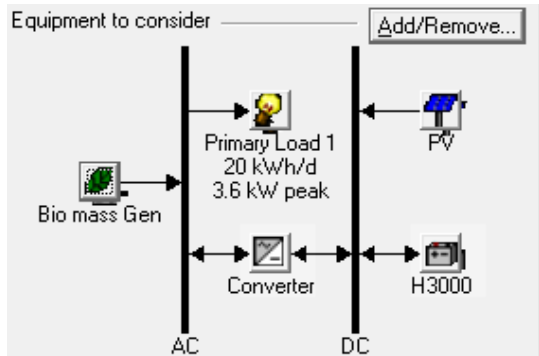 Equipment to consider
Add/Remove...
Primary Load 1
20 kWh/d
3.6 kW peak
PV
Bio mass Gen
Converter
H3000
AC
DC